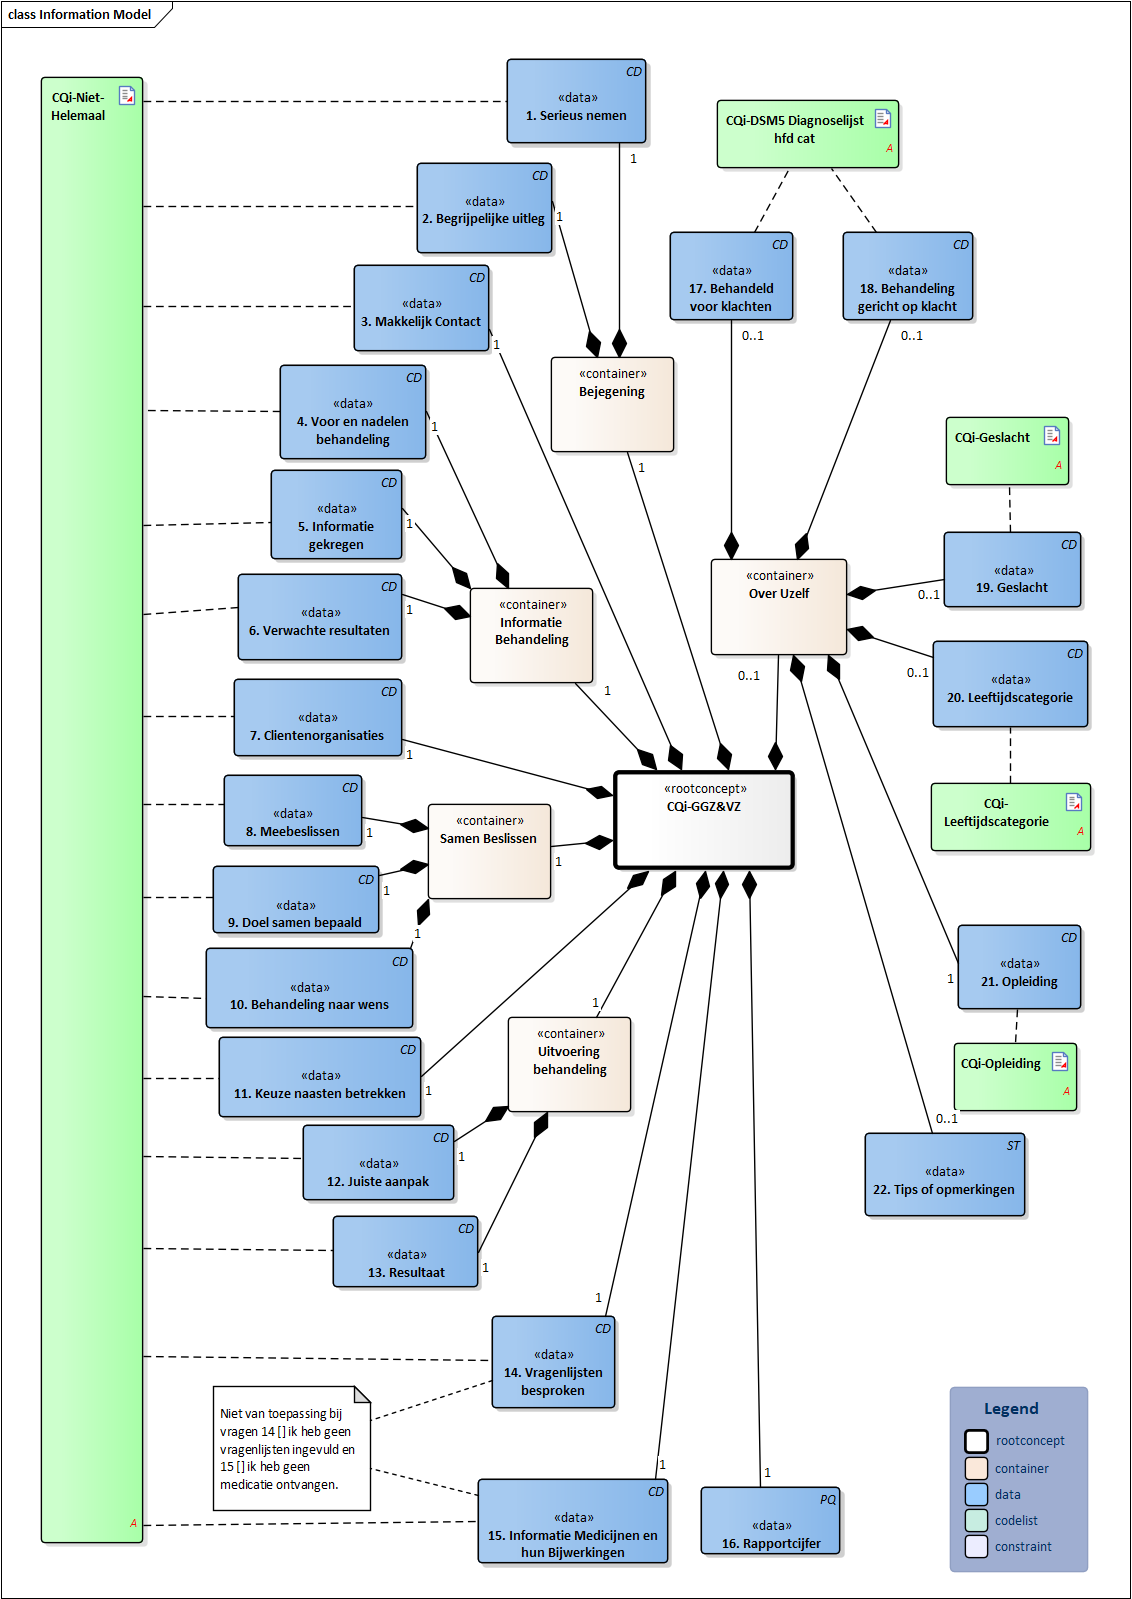 class Information Model
CQi-Niet-
Helemaal
A
CD
«data»
1. Serieus nemen
1
CD
«data»
2. Begrijpelijke uitleg
1
CD
«data»
3. Makkelijk Contact
1
CD
«data»
4. Voor en nadelen
behandeling
1
CD
«data»
5. Informatie
gekregen
1
CD
«data»
6. Verwachte resultaten
1
CD
«data»
7. Clientenorganisaties
1
CD
8. Meebeslissen
1
CD
«data»
9. Doel samen bepaald
1
CD
«data»
10. Behandeling naar wens
1
CD
«data»
11. Keuze naasten betrekken
1
CD
«data»
12. Juiste aanpak
1
CD
«data»
13. Resultaat
1
CD
«data»
14. Vragenlijsten
besproken
1
CD
«data»
15. Informatie Medicijnen en
hun Bijwerkingen
1
PQ
«data»
16. Rapportcijfer
1
Niet van toepassing bij
vragen 14 [] ik heb geen
vragenlijsten ingevuld en
15 [] ik heb geen
medicatie ontvangen.
«container»
Bejegening
1
«container»
Informatie
Behandeling
1
«container»
Samen Beslissen
1
«container»
Uitvoering
behandeling
1
«rootconcept»
CQi-GGZ&VZ
«container»
Over Uzelf
0..1
CQi-DSM5 Diagnoselijst
hfd cat
A
CD
«data»
17. Behandeld
voor klachten
0..1
CD
«data»
18. Behandeling
gericht op klacht
0..1
CQi-Geslacht
A
CD
«data»
19. Geslacht
0..1
CD
«data»
20. Leeftijdscategorie
0..1
CQi-
Leeftijdscategorie
A
CD
«data»
21. Opleiding
1
CQi-Opleiding
A
0..1
ST
«data»
22. Tips of opmerkingen
Legend
rootconcept
container
data
codelist
constraint